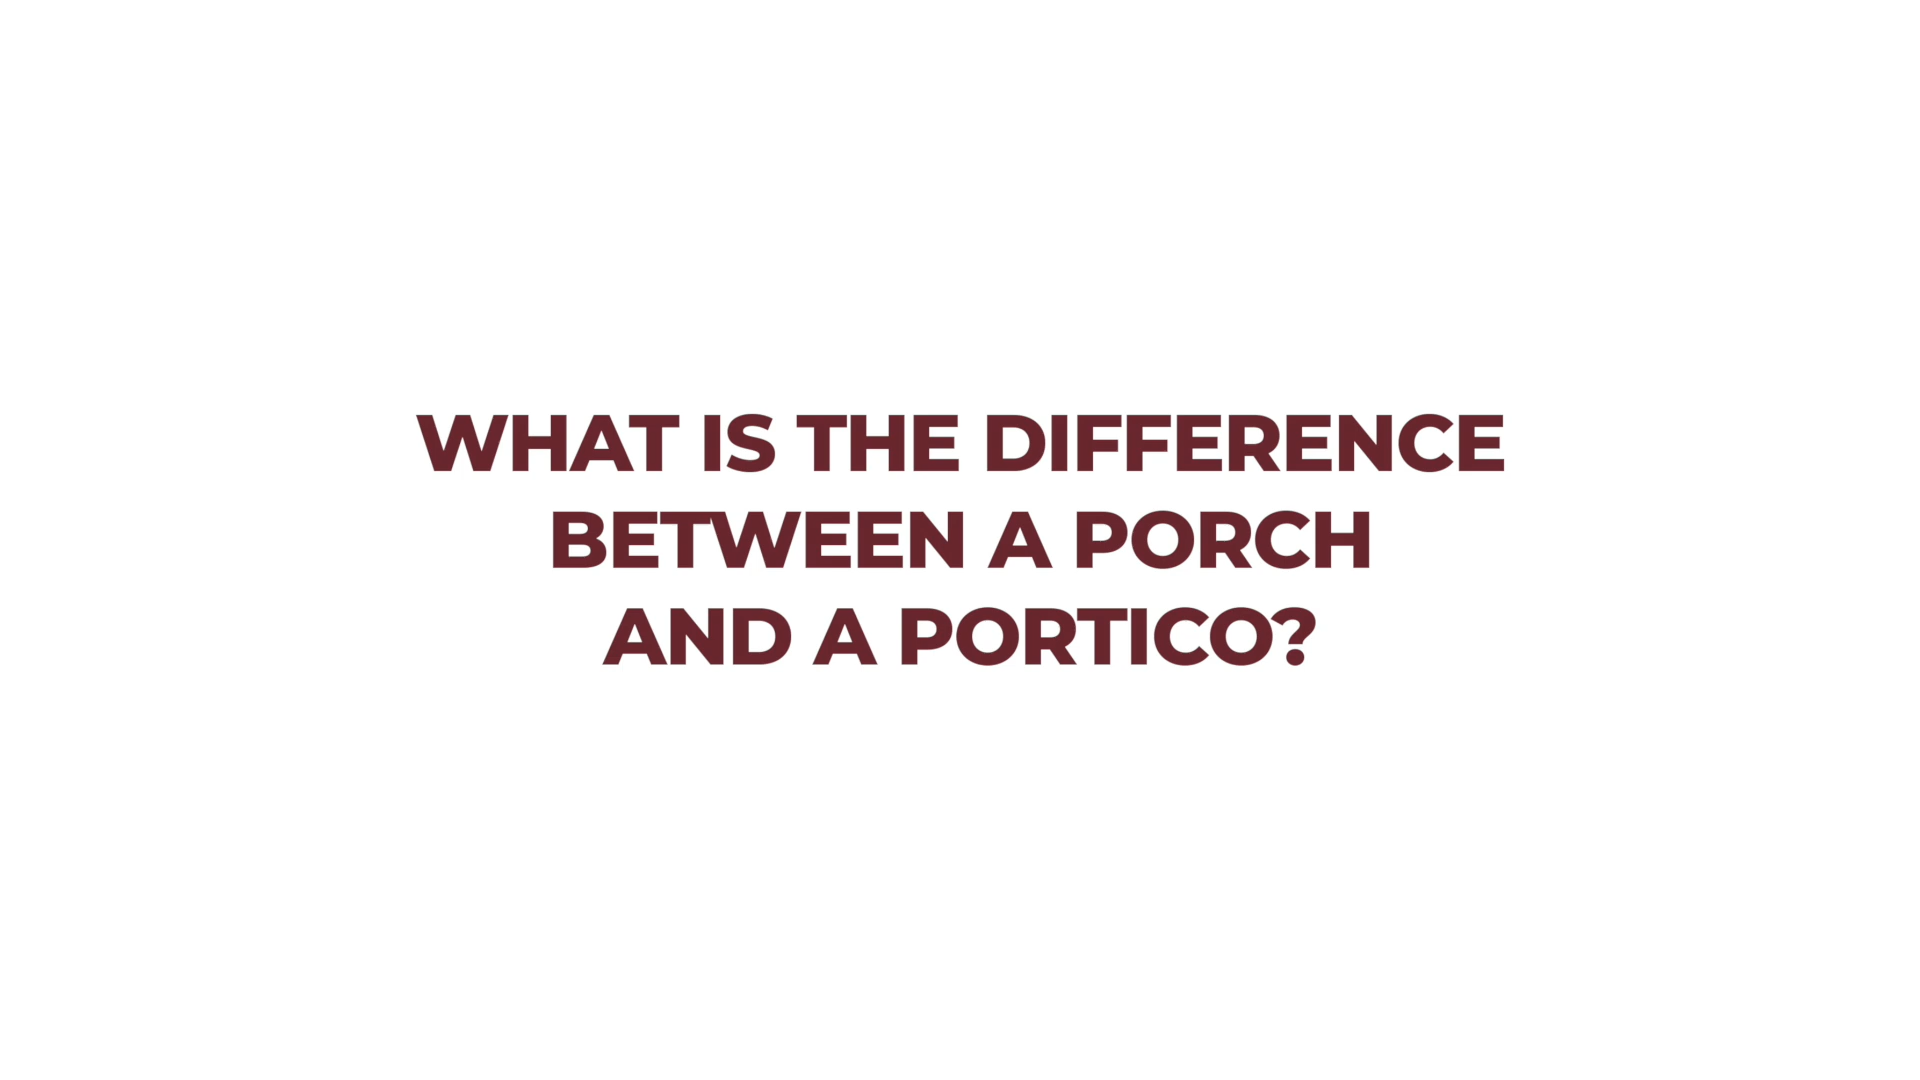 WHAT IS THE DIFFERENCE
BETWEEN A PORCH
AND A PORTICO?